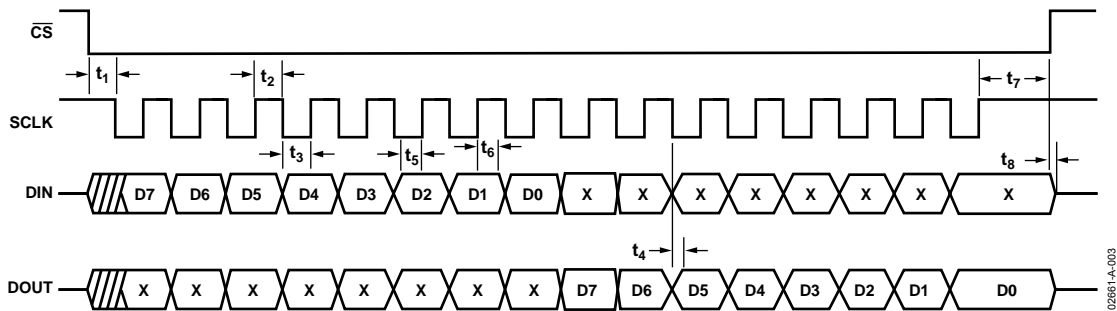 CS
t1
t2
t7
SCLK
t3
t5
t6
t8
DIN D7 D6 D5 D4 D3 D2 D1 D0 X X X X X X X X
t4
DOUT X X X X X X X X D7 D6 D5 D4 D3 D2 D1 D0
02661-A-003